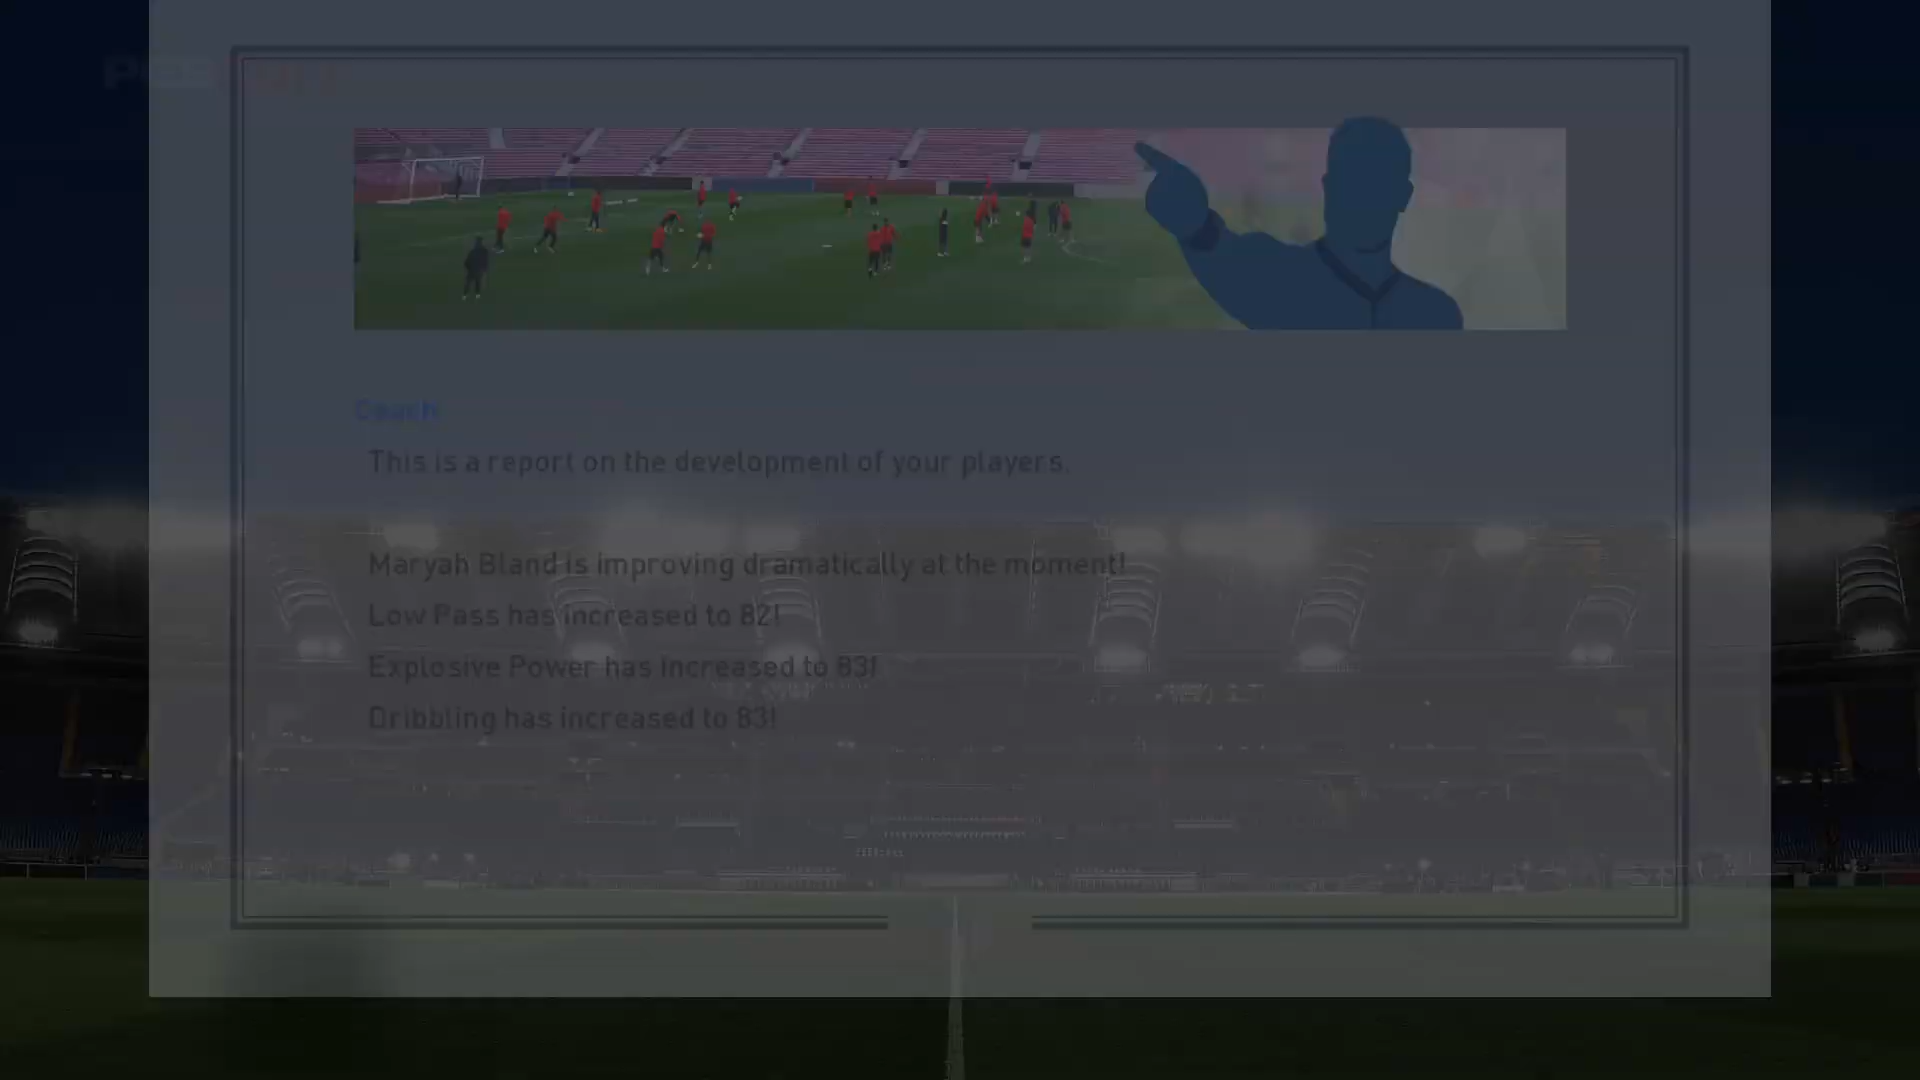 Coach
This is a report on the development of your players.
Maryah Bland is improving dramatically at the moment!
Low Pass has increased to 82!
Explosive Power has increased to 83!
Dribbling has increased to 83!